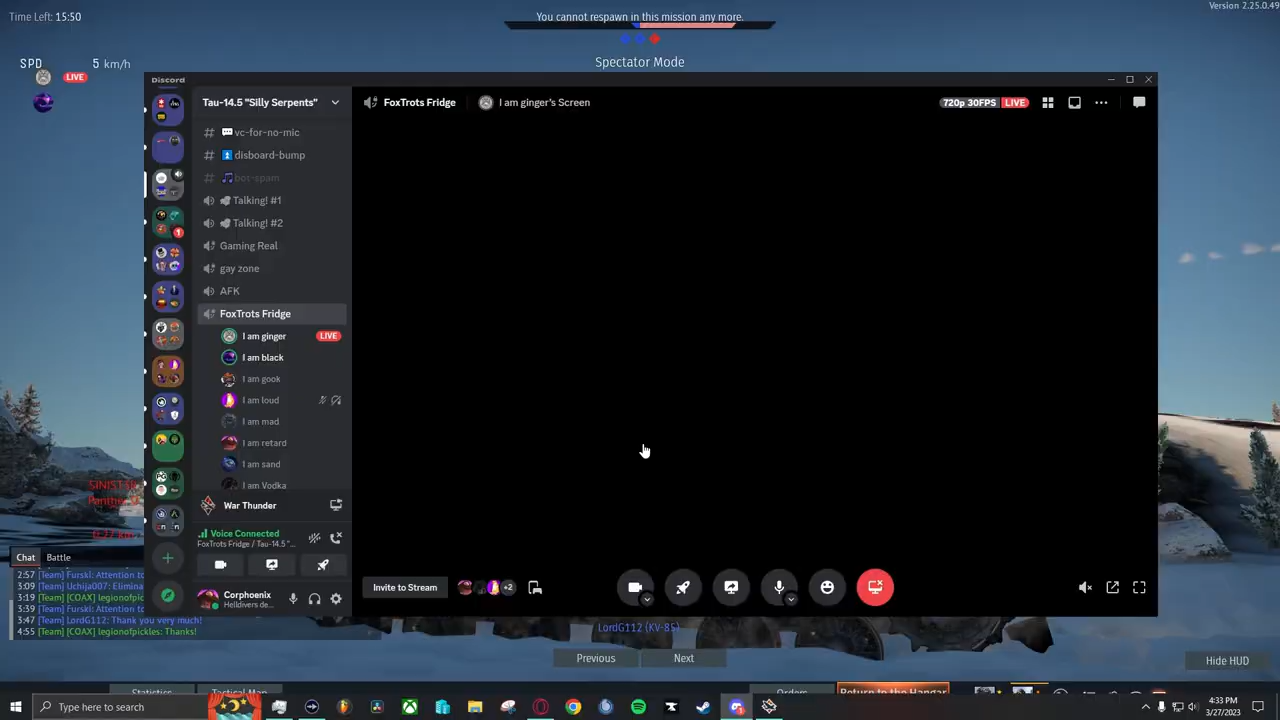 Time Left: 15:50
You cannot respawn in this mission any more.
Version 2.25.0.49
SPD 5 km/h
Spectator Mode
LIVE
Discord
Tau-14.5 "Silly Serpents"
FoxTrots Fridge
I am ginger's Screen
720p 30FPS LIVE
# vc-for-no-mic
# disboard-bump
# bot-spam
Talking! #1
1
Talking! #2
Gaming Real
gay zone
AFK
FoxTrots Fridge
I am ginger LIVE
I am black
I am gook
I am loud
I am mad
I am retard
I am sand
I am Vodka
War Thunder
Voice Connected
FoxTrots Fridge / Tau-14.5 "...
Corphoenix
Helldivers de...
Invite to Stream
+2
Chat Battle
2:57 [Team] Furski: Attention to
3:09 [Team] Uchija007: Elimina
3:09 [Team] [COAX] legionofpickles
3:39 [Team] Furski: Attention to
3:47 [Team] LordG112: Thank you very much!
4:55 [Team] [COAX] legionofpickles: Thanks!
LordG112 (KV-85)
Previous Next
Hide HUD
Statistics Tactical Map Orders Return to the Hangar
Type here to search
4:33 PM
3/27/2023